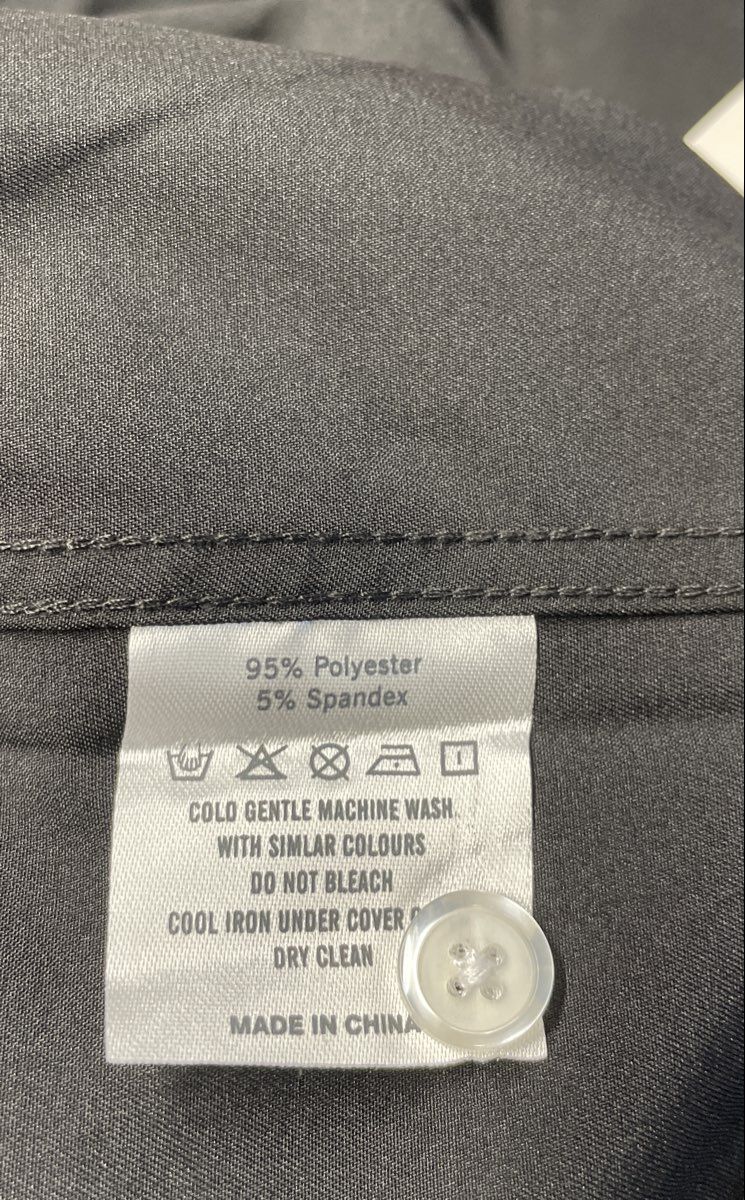 95% Polyester
5% Spandex
COLD GENTLE MACHINE WASH
WITH SIMLAR COLOURS
DO NOT BLEACH
COOL IRON UNDER COVER
DRY CLEAN
MADE IN CHINA